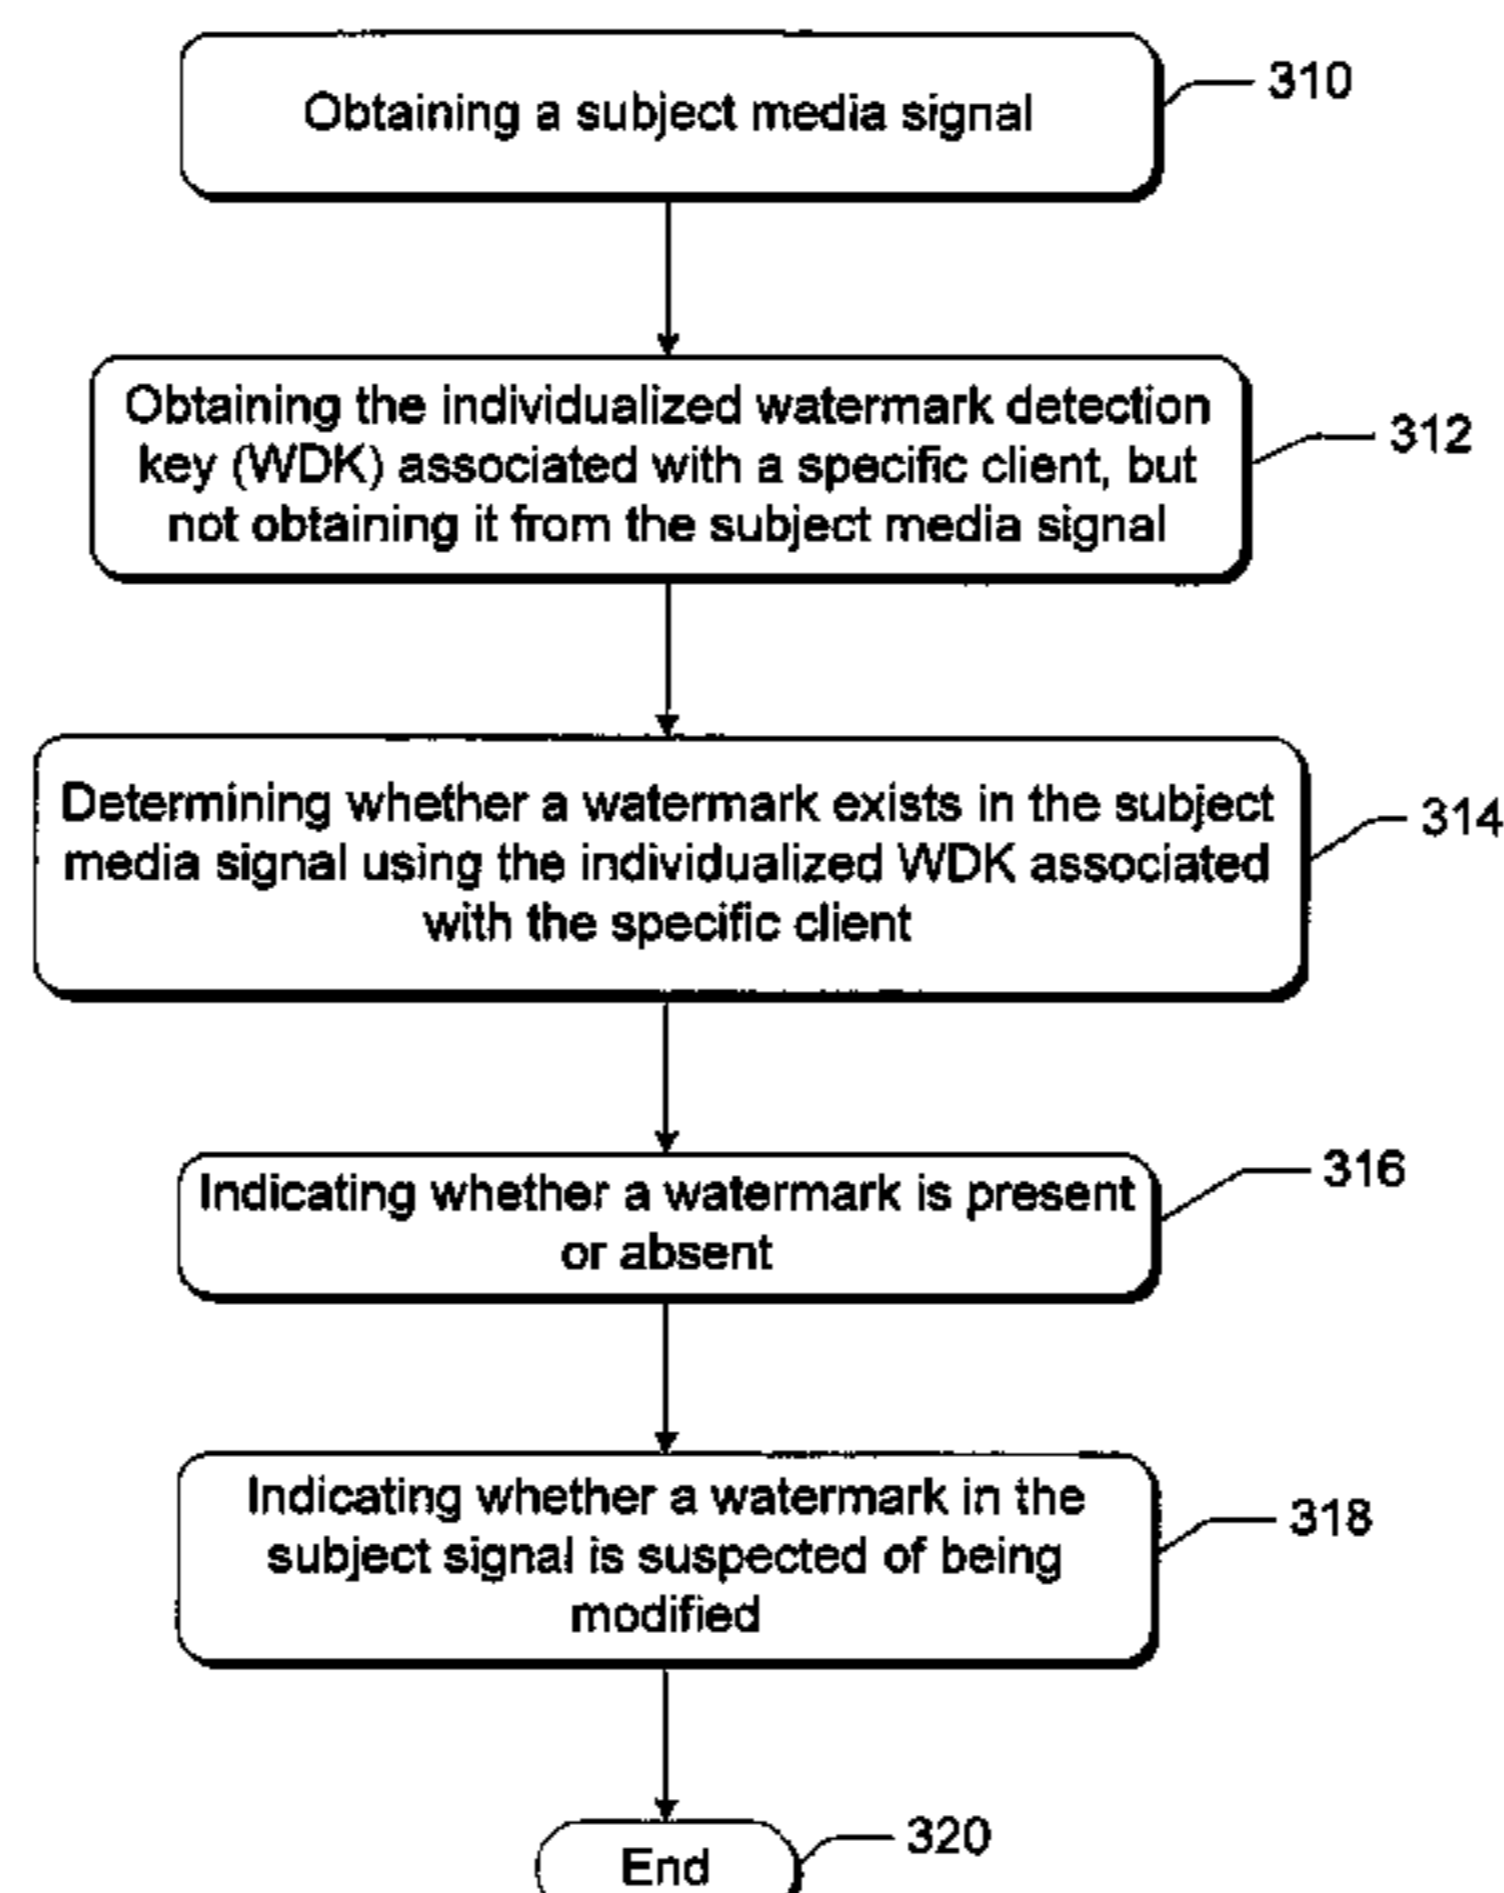 Obtaining a subject media signal
310
Obtaining the individualized watermark detection
key (WDK) associated with a specific client, but
not obtaining it from the subject media signal
312
Determining whether a watermark exists in the subject
media signal using the individualized WDK associated
with the specific client
314
Indicating whether a watermark is present
or absent
316
Indicating whether a watermark in the
subject signal is suspected of being
modified
318
End
320